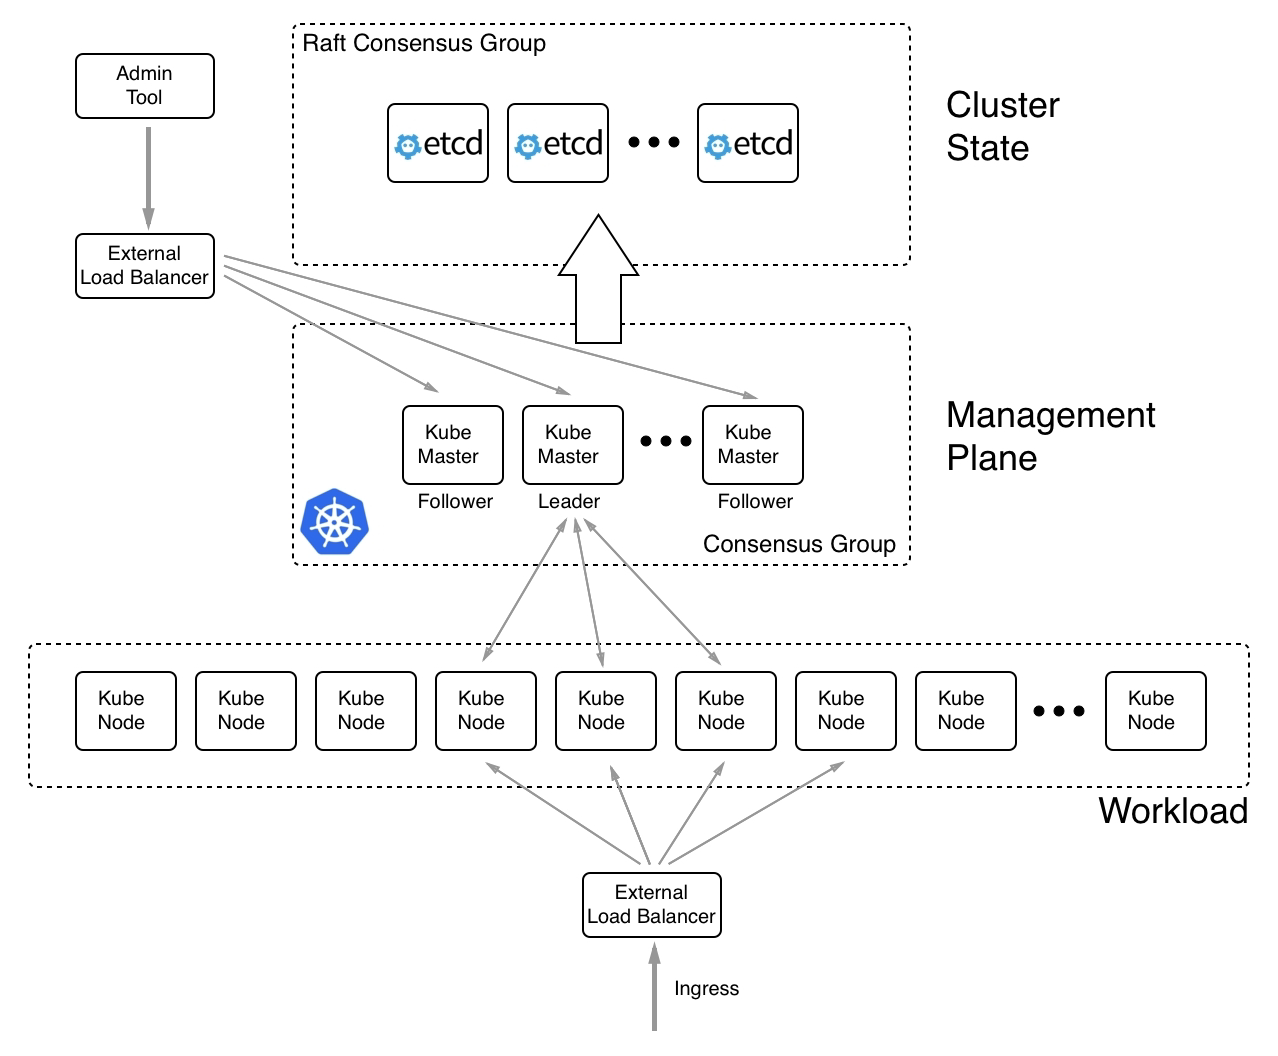 Raft Consensus Group
Admin
Tool
etcd
etcd
etcd
Cluster
State
External
Load Balancer
Kube
Master
Kube
Master
Kube
Master
Follower
Leader
Follower
Consensus Group
Management
Plane
Kube
Node
Kube
Node
Kube
Node
Kube
Node
Kube
Node
Kube
Node
Kube
Node
Kube
Node
Kube
Node
Workload
External
Load Balancer
Ingress